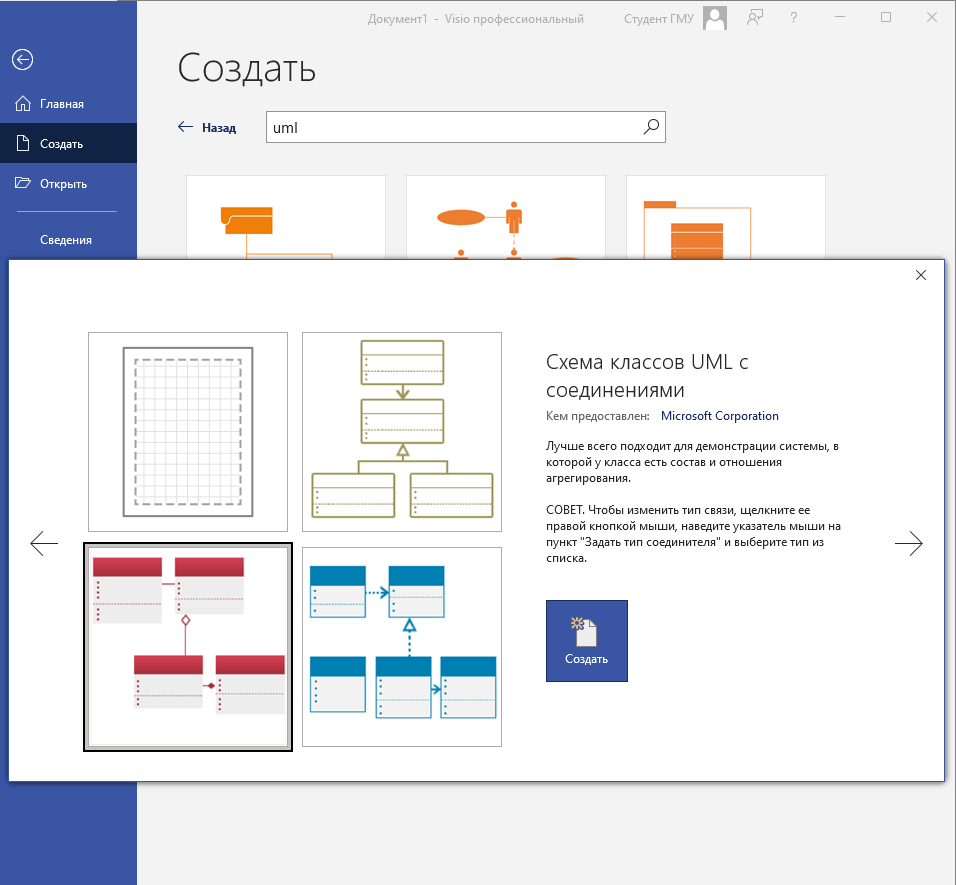 Документ1 - Visio профессиональный
Студент ГМУ
?
Создать
Главная
Назад
uml
Создать
Открыть
Сведения
Схема классов UML с
соединениями
Кем предоставлен: Microsoft Corporation
Лучше всего подходит для демонстрации системы, в
которой у класса есть состав и отношения
агрегирования.
СОВЕТ. Чтобы изменить тип связи, щелкните ее
правой кнопкой мыши, наведите указатель мыши на
пункт "Задать тип соединителя" и выберите тип из
списка.
Создать